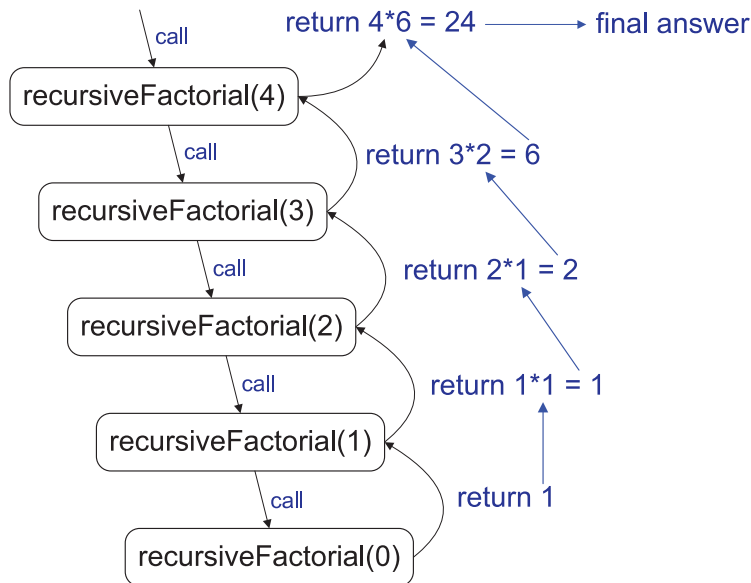 call
return 4*6 = 24
final answer
recursiveFactorial(4)
call
return 3*2 = 6
recursiveFactorial(3)
call
return 2*1 = 2
recursiveFactorial(2)
call
return 1*1 = 1
recursiveFactorial(1)
call
return 1
recursiveFactorial(0)